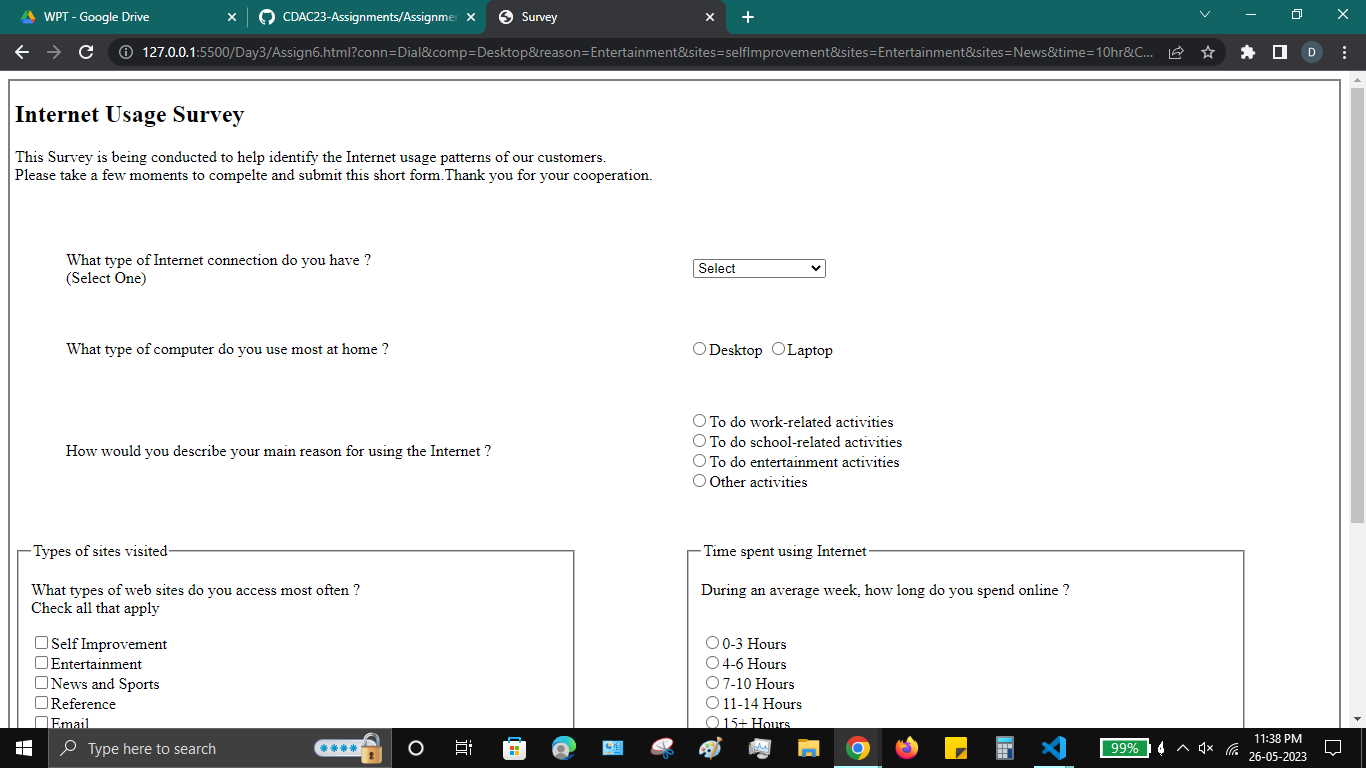 WPT - Google Drive
CDAC23-Assignments/Assignme
Survey
127.0.0.1:5500/Day3/Assign6.html?conn=Dial&comp=Desktop&reason=Entertainment&sites=selfImprovement&sites=Entertainment&sites=News&time=10hr&C...
D
Internet Usage Survey
This Survey is being conducted to help identify the Internet usage patterns of our customers.
Please take a few moments to compelte and submit this short form.Thank you for your cooperation.
What type of Internet connection do you have ?
(Select One)
Select
What type of computer do you use most at home ?
Desktop Laptop
How would you describe your main reason for using the Internet ?
To do work-related activities
To do school-related activities
To do entertainment activities
Other activities
Types of sites visited
What types of web sites do you access most often ?
Check all that apply
Self Improvement
Entertainment
News and Sports
Reference
Email
Time spent using Internet
During an average week, how long do you spend online ?
0-3 Hours
4-6 Hours
7-10 Hours
11-14 Hours
15+ Hours
Type here to search
99%
11:38 PM
26-05-2023